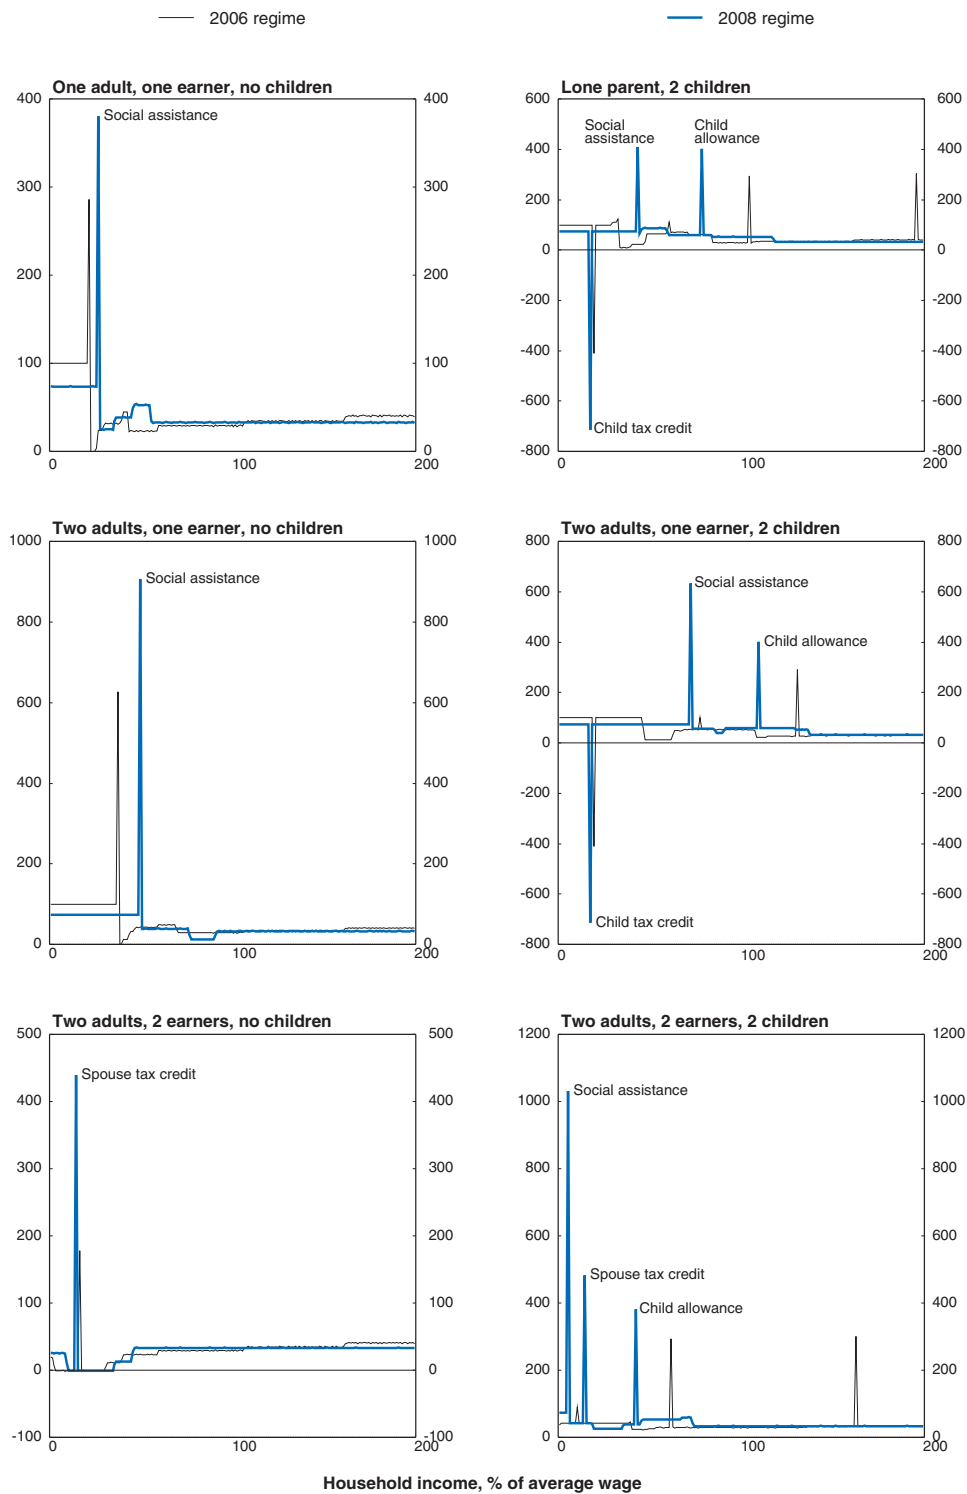 2006 regime
2008 regime
One adult, one earner, no children
400 400
Social assistance
300 300
200 200
100 100
0 0
0 100 200
Lone parent, 2 children
600 600
Social assistance
Child allowance
400 400
200 200
0 0
-200 -200
-400 -400
-600 -600
Child tax credit
-800 -800
0 100 200
Two adults, one earner, no children
1000 1000
Social assistance
800 800
600 600
400 400
200 200
0 0
0 100 200
Two adults, one earner, 2 children
800 800
Social assistance
600 600
Child allowance
400 400
200 200
0 0
-200 -200
-400 -400
-600 -600
Child tax credit
-800 -800
0 100 200
Two adults, 2 earners, no children
500 500
Spouse tax credit
400 400
300 300
200 200
100 100
0 0
-100 -100
0 100 200
Two adults, 2 earners, 2 children
1200 1200
Social assistance
1000 1000
800 800
600 600
Spouse tax credit
Child allowance
400 400
200 200
0 0
0 100 200
Household income, % of average wage